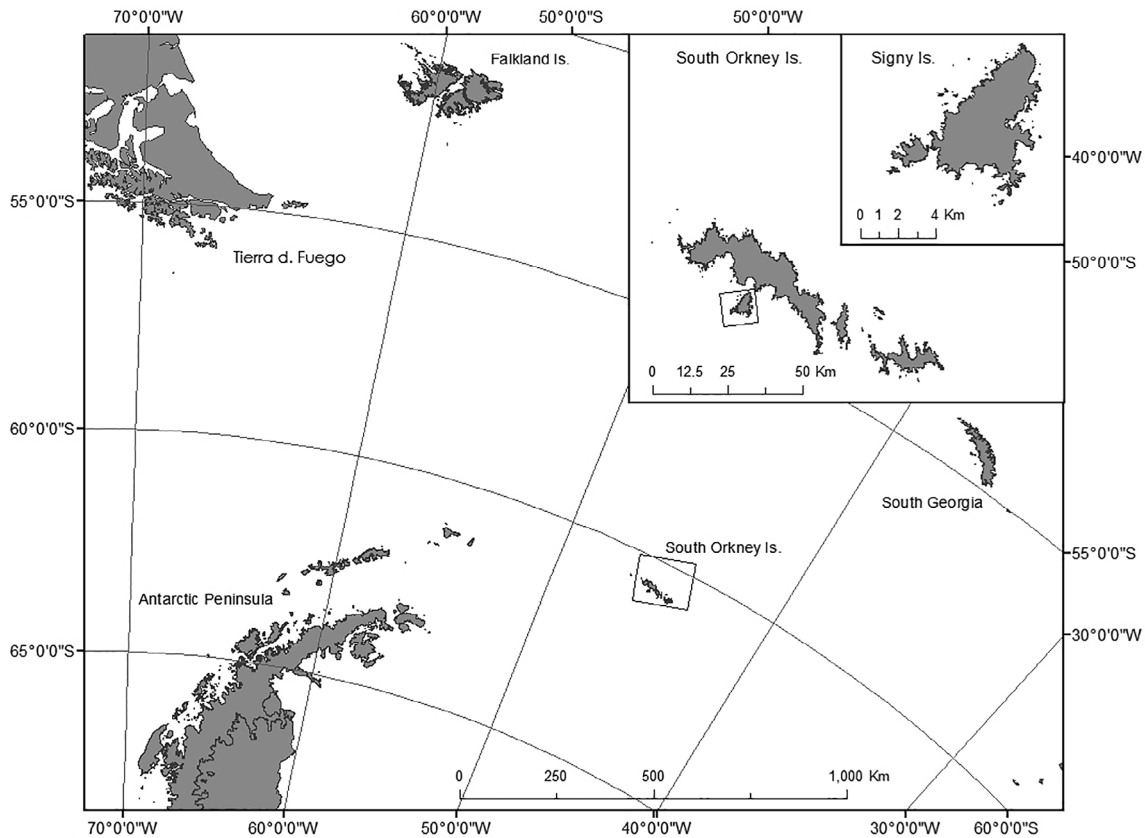 70°0'0"W 60°0'0"W 50°0'0"S 50°0'0"W
Falkland Is. South Orkney Is. Signy Is.
40°0'0"W
55°0'0"S
0 1 2 4 Km
Tierra d. Fuego
50°0'0"S
0 12.5 25 50 Km
60°0'0"S
South Georgia
South Orkney Is.
55°0'0"S
Antarctic Peninsula
30°0'0"W
65°0'0"S
0 250 500 1,000 Km
70°0'0"W 60°0'0"W 50°0'0"W 40°0'0"W 30°0'0"W 60°0'0"S